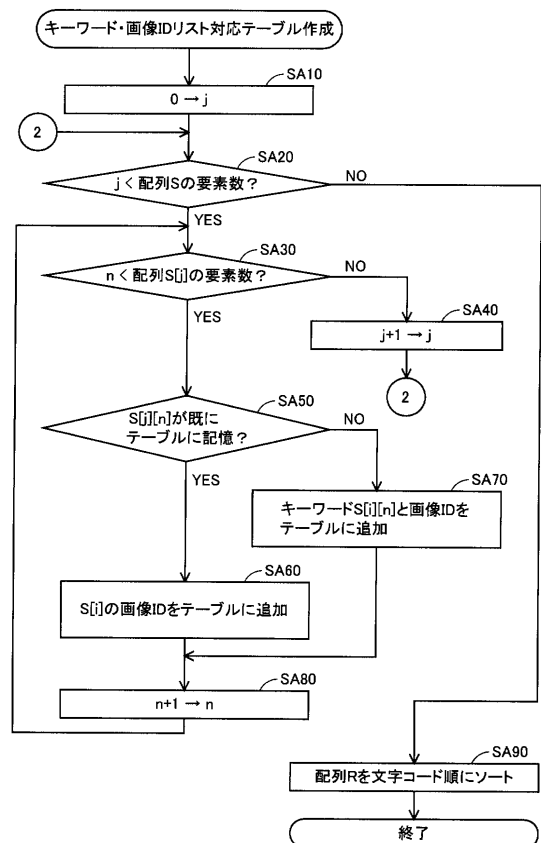 キーワード・画像IDリスト対応テーブル作成
SA10
0 → j
2
SA20
j < 配列Sの要素数?
NO
YES
SA30
n < 配列S[j]の要素数?
NO
YES
SA40
j+1 → j
2
SA50
S[j][n]が既に
テーブルに記憶?
NO
YES
SA70
キーワードS[i][n]と画像IDを
テーブルに追加
SA60
S[i]の画像IDをテーブルに追加
SA80
n+1 → n
SA90
配列Rを文字コード順にソート
終了